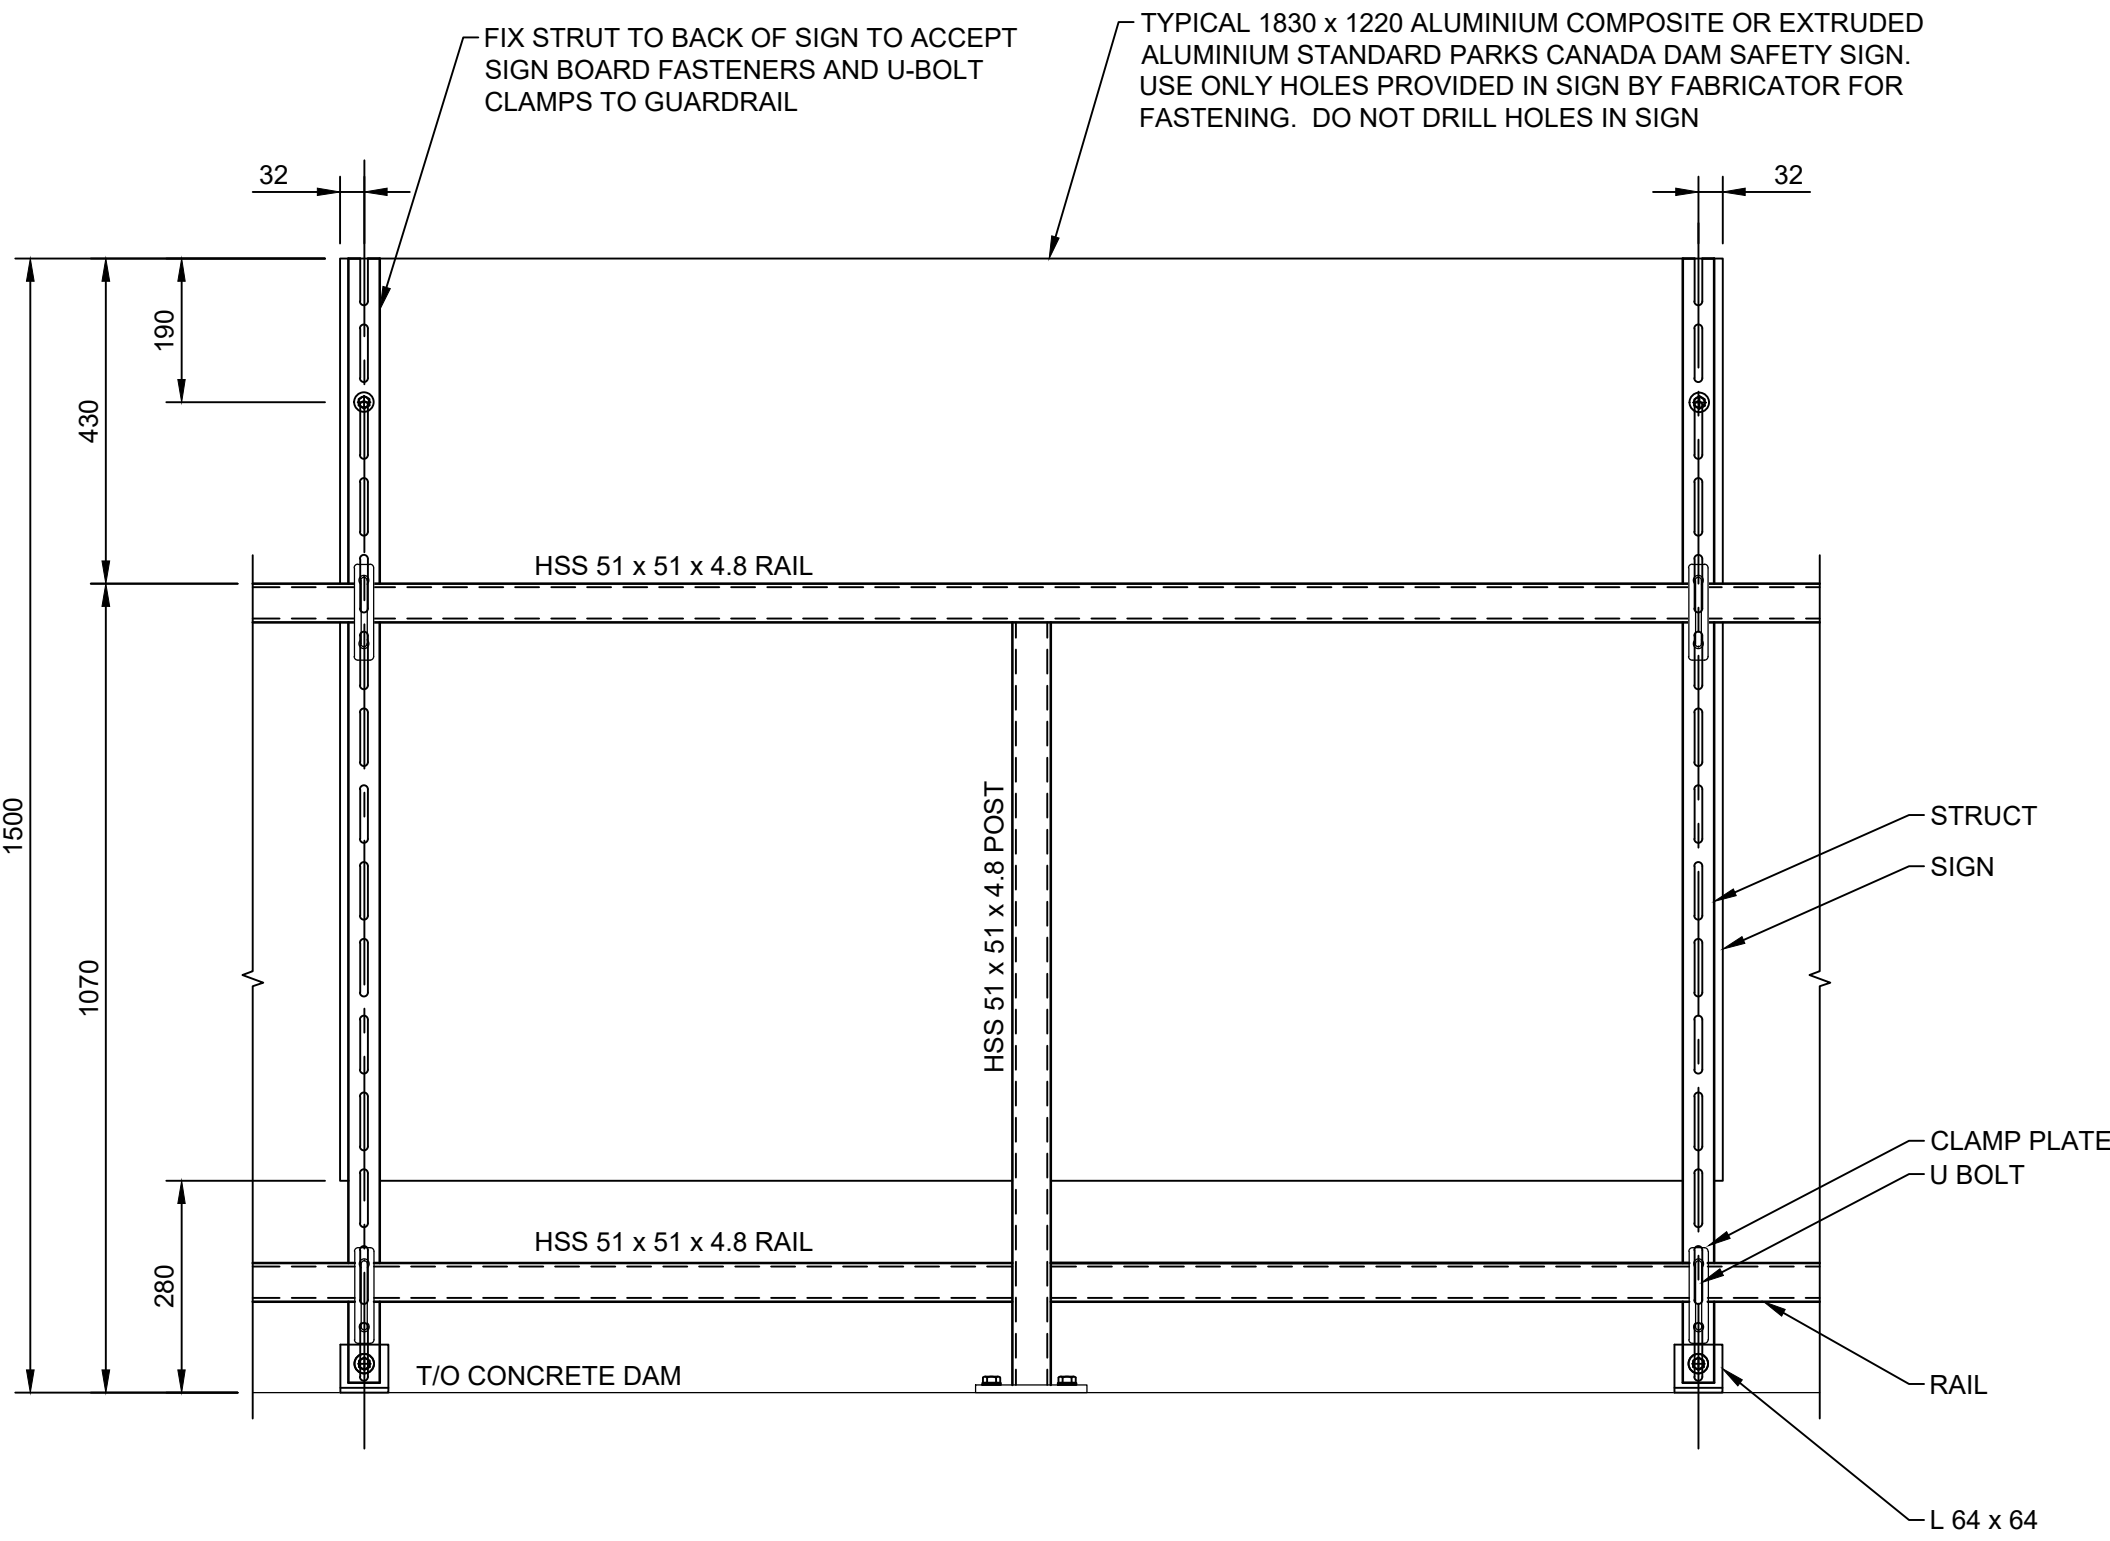 FIX STRUT TO BACK OF SIGN TO ACCEPT
SIGN BOARD FASTENERS AND U-BOLT
CLAMPS TO GUARDRAIL
TYPICAL 1830 x 1220 ALUMINIUM COMPOSITE OR EXTRUDED
ALUMINIUM STANDARD PARKS CANADA DAM SAFETY SIGN.
USE ONLY HOLES PROVIDED IN SIGN BY FABRICATOR FOR
FASTENING. DO NOT DRILL HOLES IN SIGN
32
32
190
430
HSS 51 x 51 x 4.8 RAIL
1500
1070
HSS 51 x 51 x 4.8 POST
STRUCT
SIGN
CLAMP PLATE
U BOLT
HSS 51 x 51 x 4.8 RAIL
280
T/O CONCRETE DAM
RAIL
L 64 x 64